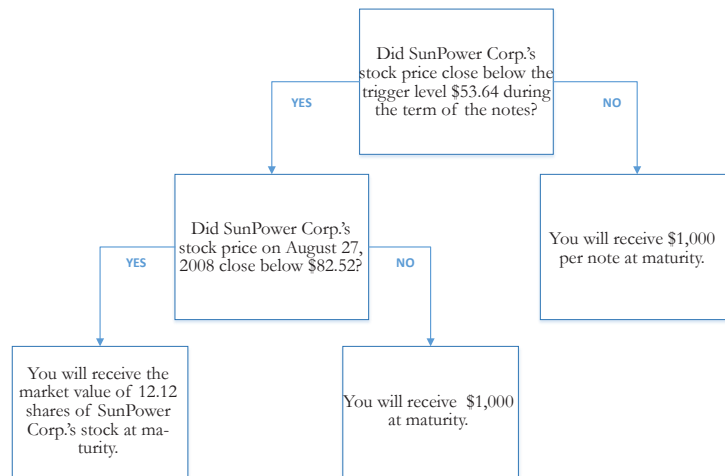 Did SunPower Corp.'s
stock price close below the
trigger level $53.64 during
the term of the notes?
YES
NO
Did SunPower Corp.'s
stock price on August 27,
2008 close below $82.52?
You will receive $1,000
per note at maturity.
YES
NO
You will receive the
market value of 12.12
shares of SunPower
Corp.'s stock at ma-
turity.
You will receive $1,000
at maturity.